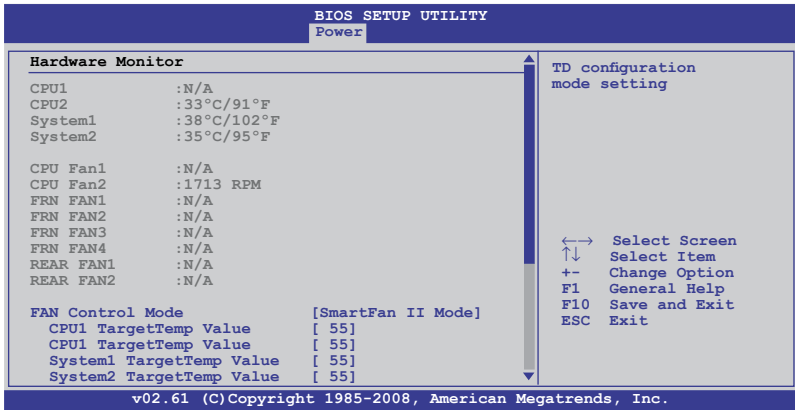 BIOS SETUP UTILITY
Power
Hardware Monitor
CPU1 :N/A
CPU2 :33°C/91°F
System1 :38°C/102°F
System2 :35°C/95°F
CPU Fan1 :N/A
CPU Fan2 :1713 RPM
FRN FAN1 :N/A
FRN FAN2 :N/A
FRN FAN3 :N/A
FRN FAN4 :N/A
REAR FAN1 :N/A
REAR FAN2 :N/A
FAN Control Mode [SmartFan II Mode]
CPU1 TargetTemp Value [ 55]
CPU1 TargetTemp Value [ 55]
System1 TargetTemp Value [ 55]
System2 TargetTemp Value [ 55]
TD configuration
mode setting
←→ Select Screen
↑↓ Select Item
+- Change Option
F1 General Help
F10 Save and Exit
ESC Exit
v02.61 (C)Copyright 1985-2008, American Megatrends, Inc.